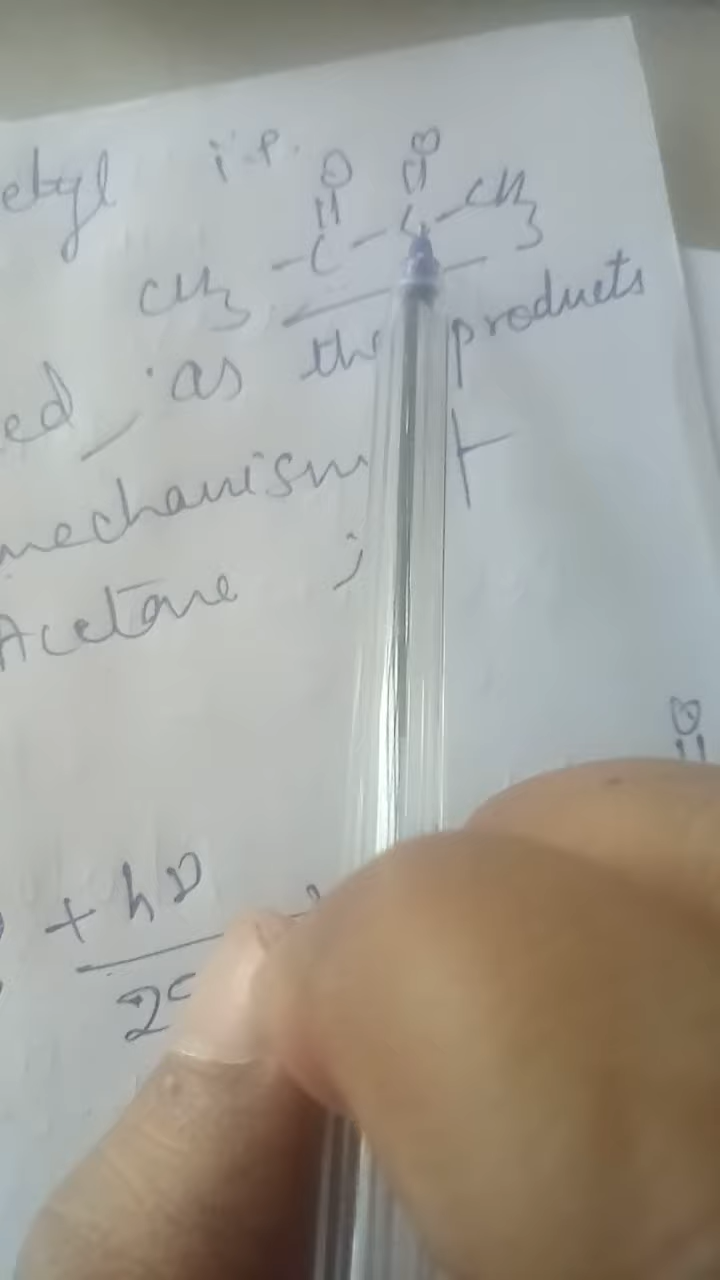 etyl i.e.
O O
|| ||
CH3 - C - C - CH3
ed as the products
mechanism
Acetone ;
O
||
+ hν